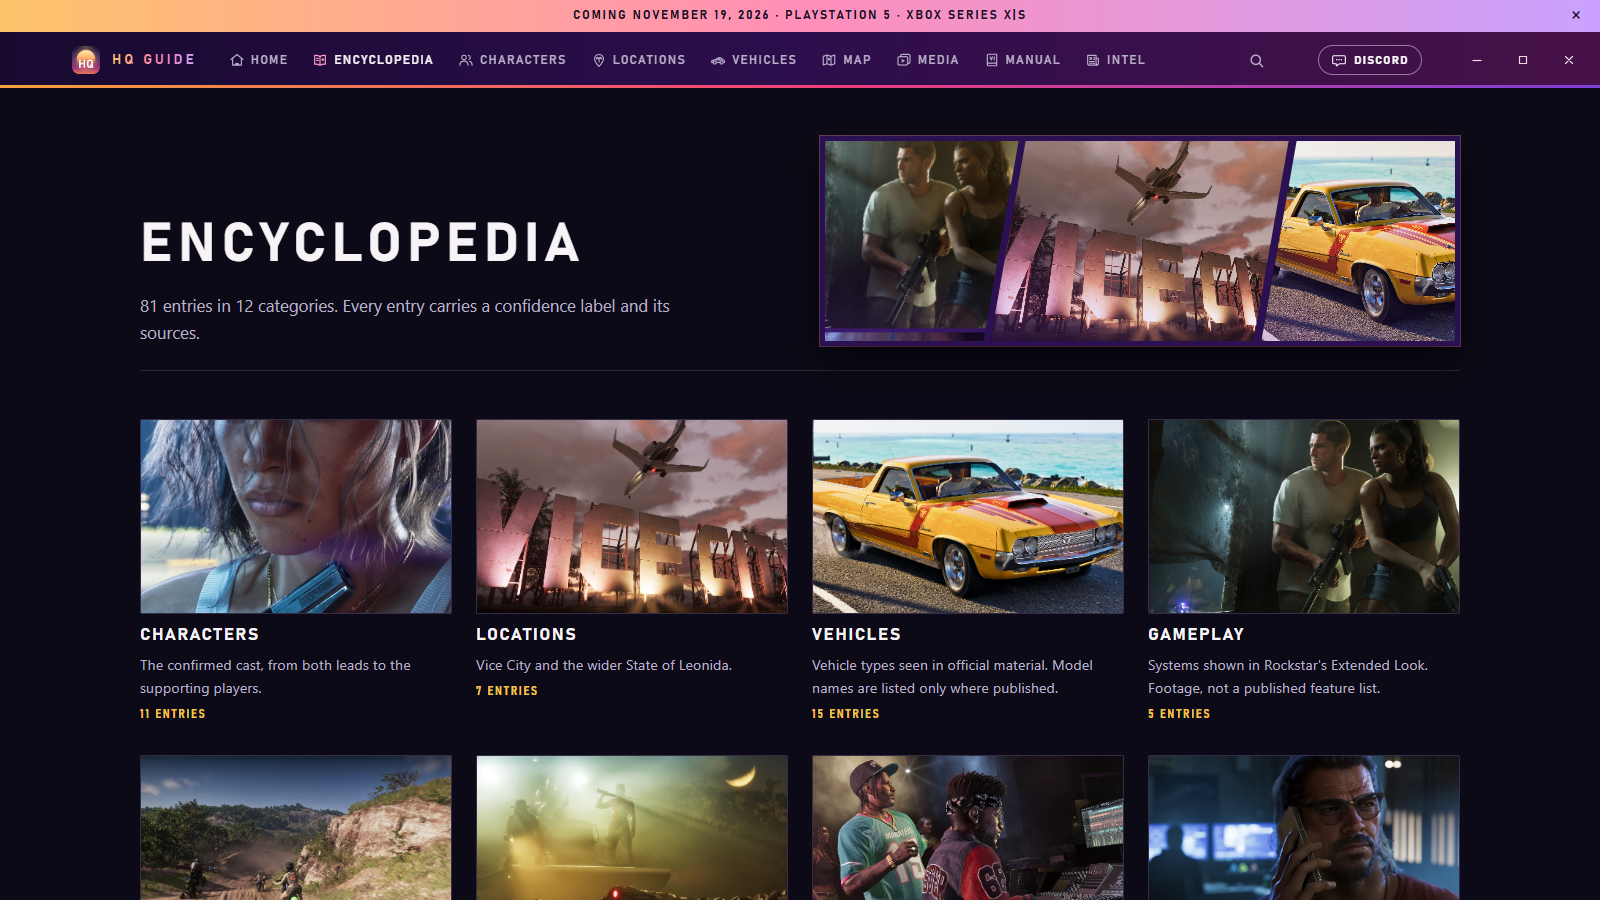 COMING NOVEMBER 19, 2026 · PLAYSTATION 5 · XBOX SERIES X|S
HQ
HQ GUIDE
HOME
ENCYCLOPEDIA
CHARACTERS
LOCATIONS
VEHICLES
MAP
MEDIA
MANUAL
INTEL
DISCORD
ENCYCLOPEDIA
81 entries in 12 categories. Every entry carries a confidence label and its
sources.
CHARACTERS
The confirmed cast, from both leads to the
supporting players.
11 ENTRIES
LOCATIONS
Vice City and the wider State of Leonida.
7 ENTRIES
VEHICLES
Vehicle types seen in official material. Model
names are listed only where published.
15 ENTRIES
GAMEPLAY
Systems shown in Rockstar's Extended Look.
Footage, not a published feature list.
5 ENTRIES